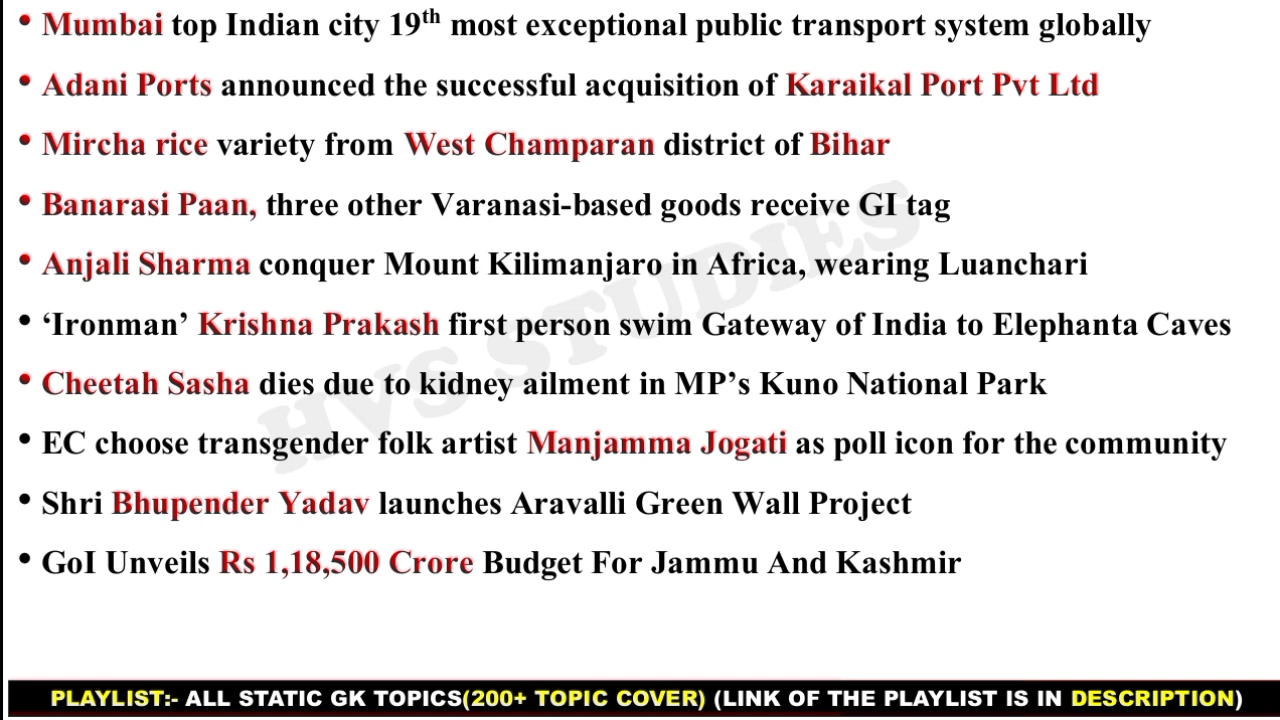 • Mumbai top Indian city 19th most exceptional public transport system globally
• Adani Ports announced the successful acquisition of Karaikal Port Pvt Ltd
• Mircha rice variety from West Champaran district of Bihar
• Banarasi Paan, three other Varanasi-based goods receive GI tag
• Anjali Sharma conquer Mount Kilimanjaro in Africa, wearing Luanchari
• ‘Ironman’ Krishna Prakash first person swim Gateway of India to Elephanta Caves
• Cheetah Sasha dies due to kidney ailment in MP’s Kuno National Park
• EC choose transgender folk artist Manjamma Jogati as poll icon for the community
• Shri Bhupender Yadav launches Aravalli Green Wall Project
• GoI Unveils Rs 1,18,500 Crore Budget For Jammu And Kashmir
HVS STUDIES
PLAYLIST:- ALL STATIC GK TOPICS(200+ TOPIC COVER) (LINK OF THE PLAYLIST IS IN DESCRIPTION)